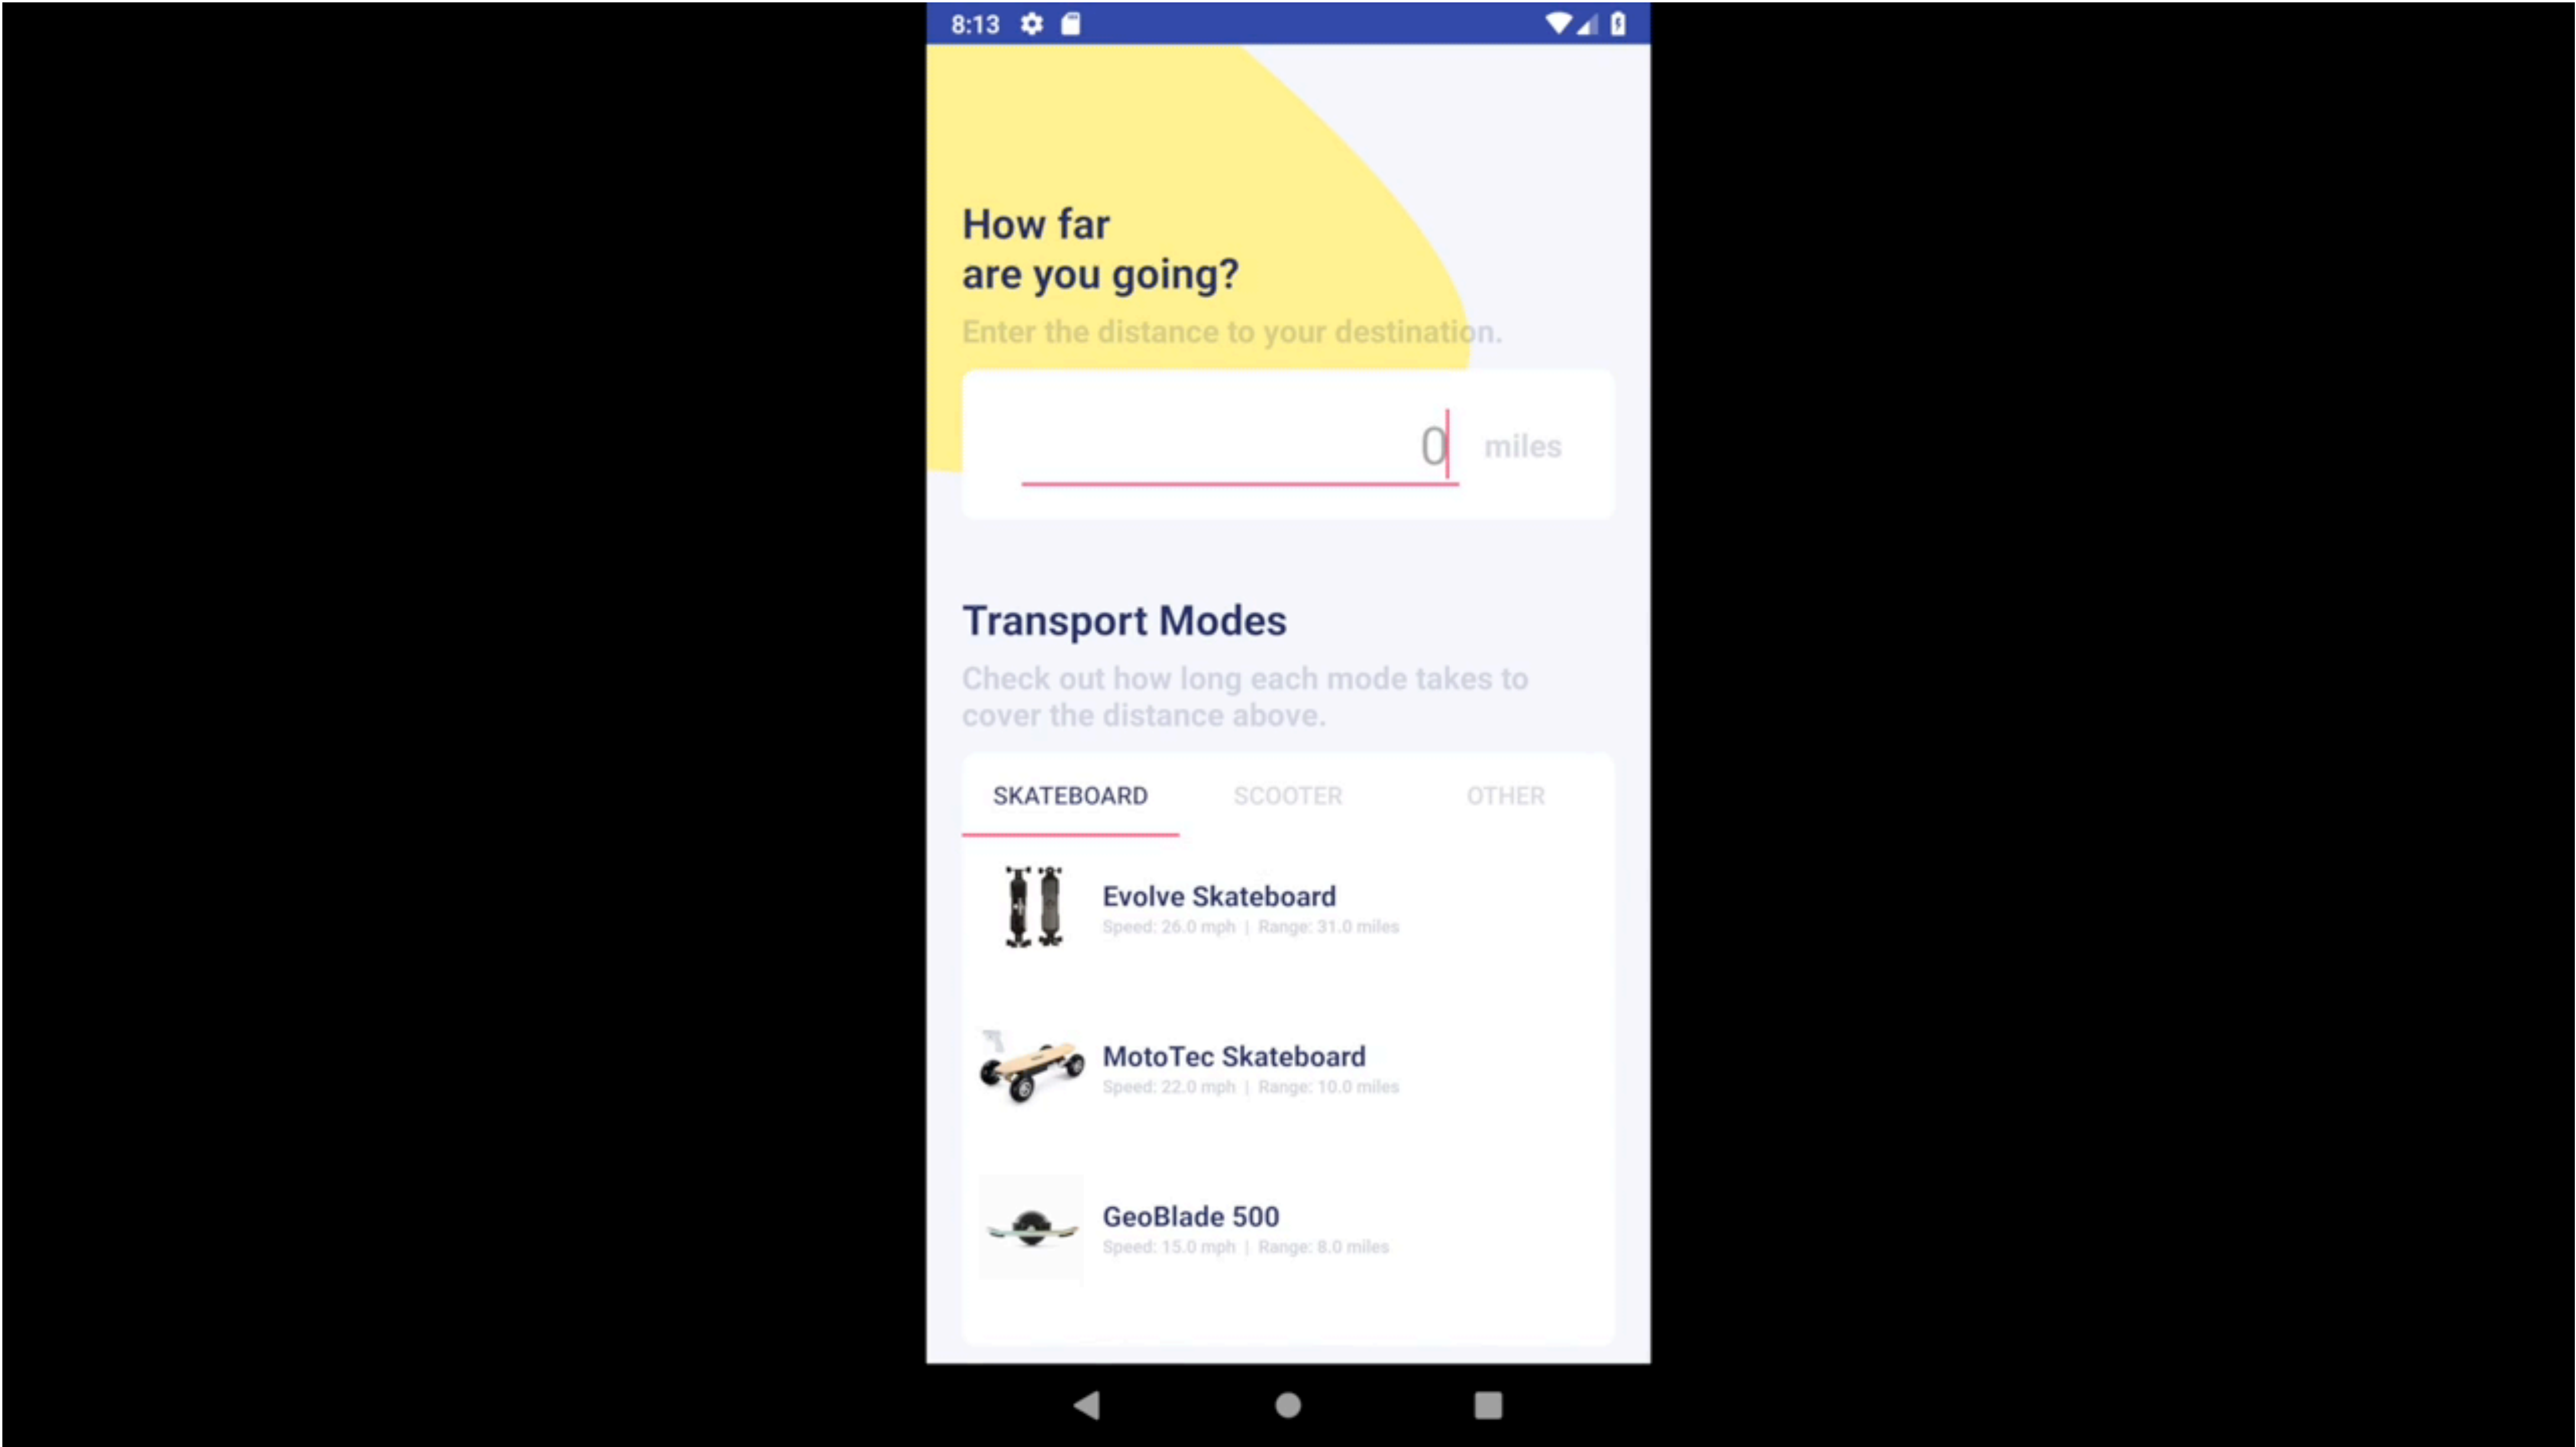 8:13
How far
are you going?
Enter the distance to your destination.
0 miles
Transport Modes
Check out how long each mode takes to
cover the distance above.
SKATEBOARD SCOOTER OTHER
Evolve Skateboard
Speed: 26.0 mph | Range: 31.0 miles
MotoTec Skateboard
Speed: 22.0 mph | Range: 10.0 miles
GeoBlade 500
Speed: 15.0 mph | Range: 8.0 miles